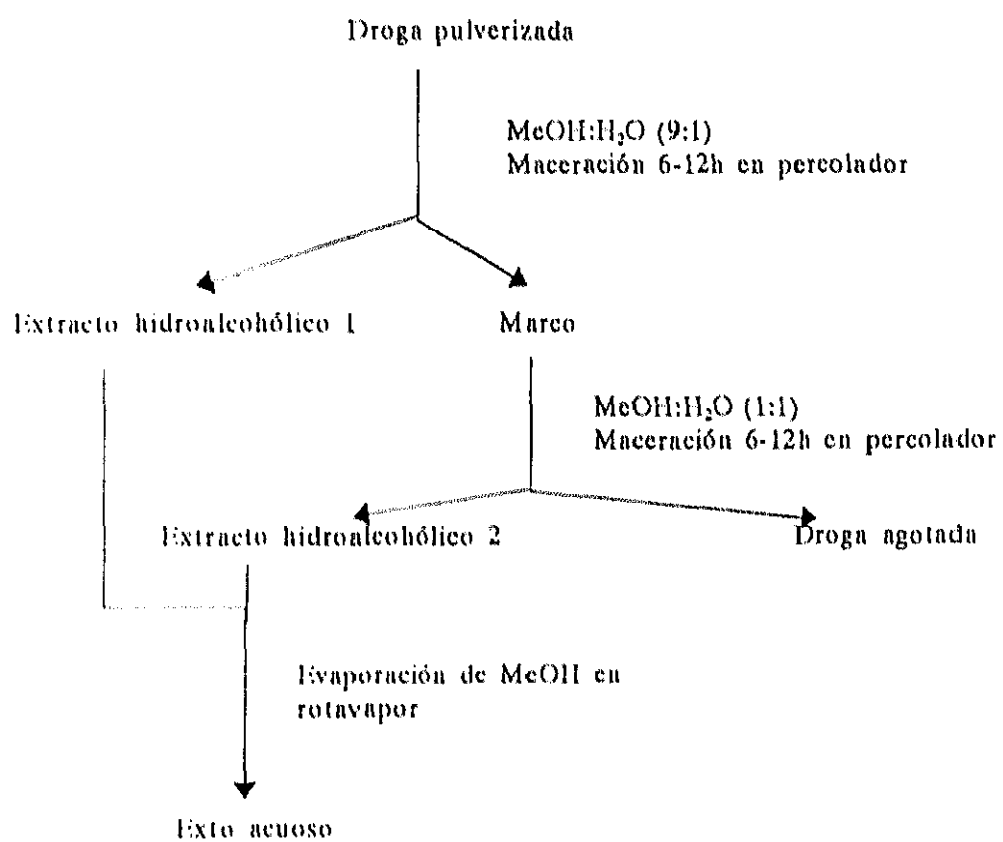 Droga pulverizada
MeOH:H₂O (9:1)
Maceración 6-12h en percolador
Extracto hidroalcohólico 1
Marco
MeOH:H₂O (1:1)
Maceración 6-12h en percolador
Extracto hidroalcohólico 2
Droga agotada
Evaporación de MeOH en
rotavapor
Exto acuoso